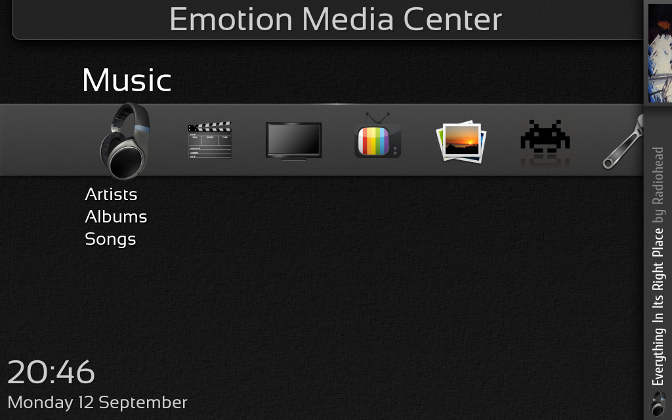 Emotion Media Center
Music
Artists
Albums
Songs
20:46
Monday 12 September
Everything In Its Right Place by Radiohead